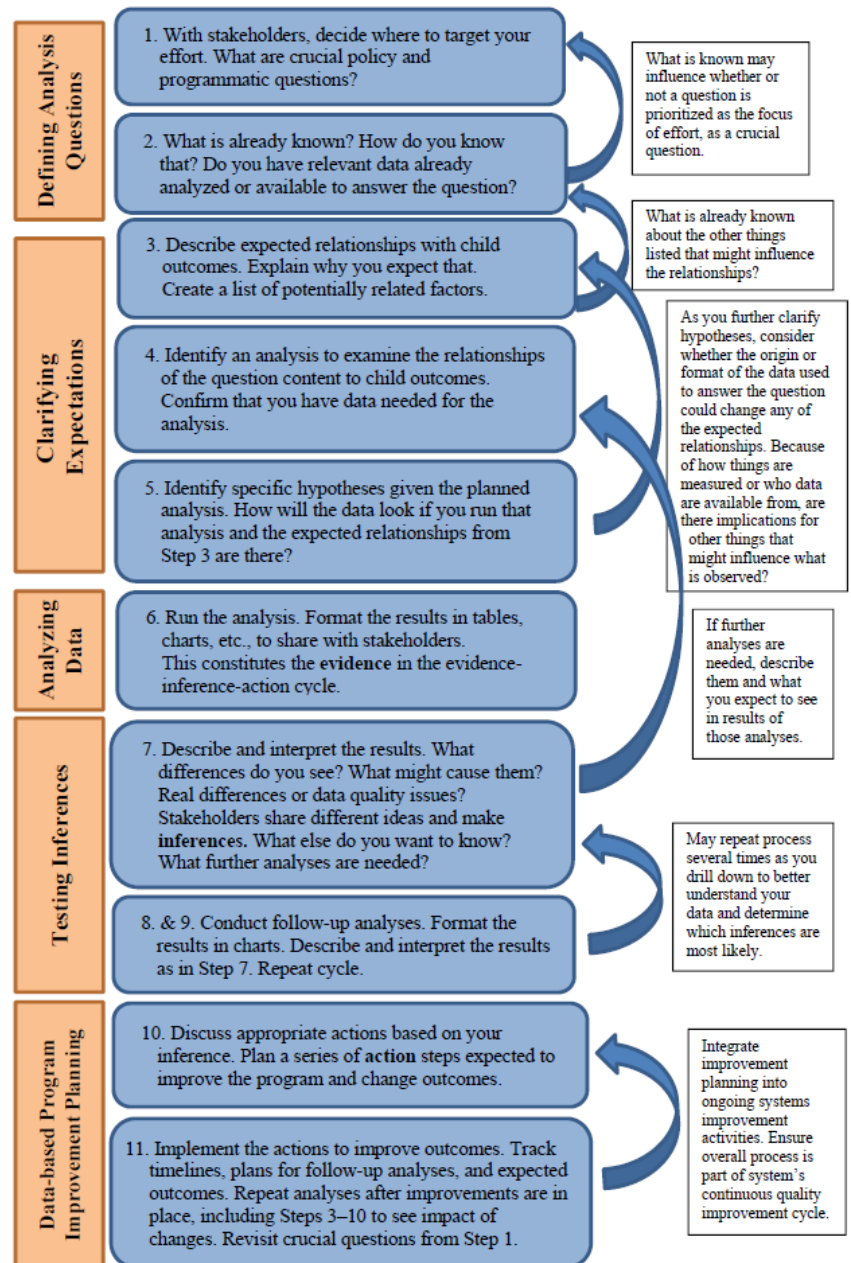 Defining Analysis
Questions
1. With stakeholders, decide where to target your
effort. What are crucial policy and
programmatic questions?
2. What is already known? How do you know
that? Do you have relevant data already
analyzed or available to answer the question?
What is known may
influence whether or
not a question is
prioritized as the focus
of effort, as a crucial
question.
Clarifying
Expectations
3. Describe expected relationships with child
outcomes. Explain why you expect that.
Create a list of potentially related factors.
What is already known
about the other things
listed that might influence
the relationships?
4. Identify an analysis to examine the relationships
of the question content to child outcomes.
Confirm that you have data needed for the
analysis.
5. Identify specific hypotheses given the planned
analysis. How will the data look if you run that
analysis and the expected relationships from
Step 3 are there?
As you further clarify
hypotheses, consider
whether the origin or
format of the data used
to answer the question
could change any of
the expected
relationships. Because
of how things are
measured or who data
are available from, are
there implications for
other things that
might influence what
is observed?
Analyzing
Data
6. Run the analysis. Format the results in tables,
charts, etc., to share with stakeholders.
This constitutes the evidence in the evidence-
inference-action cycle.
If further
analyses are
needed, describe
them and what
you expect to see
in results of
those analyses.
Testing Inferences
7. Describe and interpret the results. What
differences do you see? What might cause them?
Real differences or data quality issues?
Stakeholders share different ideas and make
inferences. What else do you want to know?
What further analyses are needed?
8. & 9. Conduct follow-up analyses. Format the
results in charts. Describe and interpret the results
as in Step 7. Repeat cycle.
May repeat process
several times as you
drill down to better
understand your
data and determine
which inferences are
most likely.
Data-based Program
Improvement Planning
10. Discuss appropriate actions based on your
inference. Plan a series of action steps expected to
improve the program and change outcomes.
11. Implement the actions to improve outcomes. Track
timelines, plans for follow-up analyses, and expected
outcomes. Repeat analyses after improvements are in
place, including Steps 3–10 to see impact of
changes. Revisit crucial questions from Step 1.
Integrate
improvement
planning into
ongoing systems
improvement
activities. Ensure
overall process is
part of system's
continuous quality
improvement cycle.